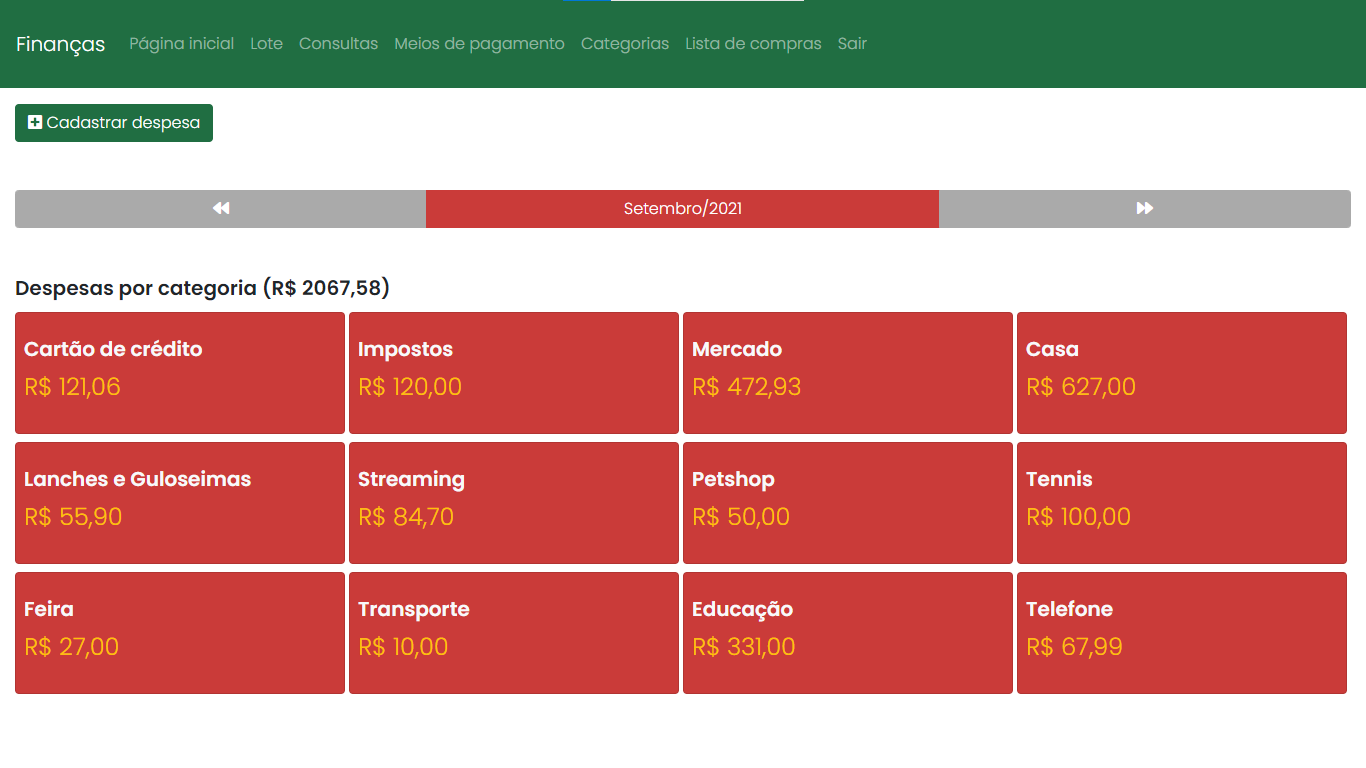 Finanças Página inicial Lote Consultas Meios de pagamento Categorias Lista de compras Sair
Cadastrar despesa
Setembro/2021
Despesas por categoria (R$ 2067,58)
Cartão de crédito
R$ 121,06
Impostos
R$ 120,00
Mercado
R$ 472,93
Casa
R$ 627,00
Lanches e Guloseimas
R$ 55,90
Streaming
R$ 84,70
Petshop
R$ 50,00
Tennis
R$ 100,00
Feira
R$ 27,00
Transporte
R$ 10,00
Educação
R$ 331,00
Telefone
R$ 67,99